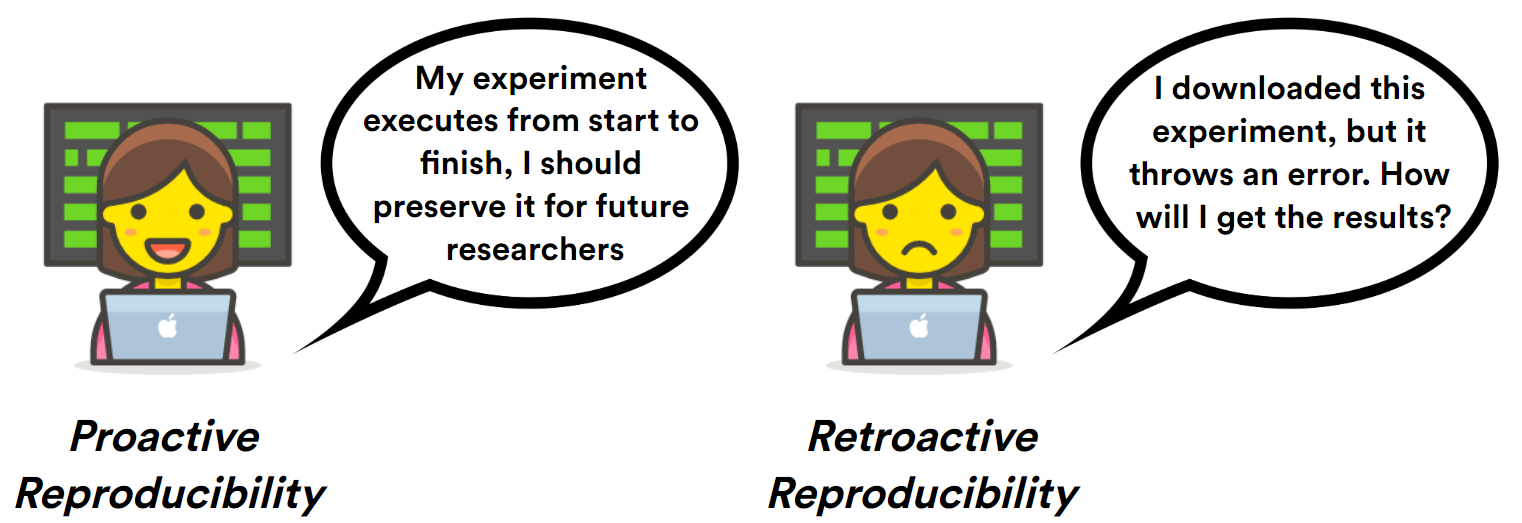 My experiment
executes from start to
finish, I should
preserve it for future
researchers
I downloaded this
experiment, but it
throws an error. How
will I get the results?
Proactive
Reproducibility
Retroactive
Reproducibility